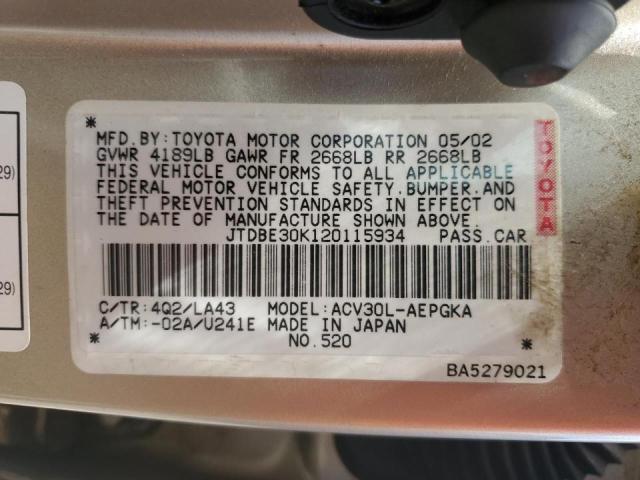 *
MFD. BY: TOYOTA MOTOR CORPORATION 05/02
GVWR 4189LB GAWR FR 2668LB RR 2668LB
THIS VEHICLE CONFORMS TO ALL APPLICABLE
FEDERAL MOTOR VEHICLE SAFETY, BUMPER, AND
THEFT PREVENTION STANDARDS IN EFFECT ON
THE DATE OF MANUFACTURE SHOWN ABOVE.
JTDBE30K120115934 PASS. CAR
C/TR: 4Q2/LA43 MODEL: ACV30L-AEPGKA
A/TM: -02A/U241E MADE IN JAPAN
NO. 520
*
BA5279021
TOYOTA
29)
29)